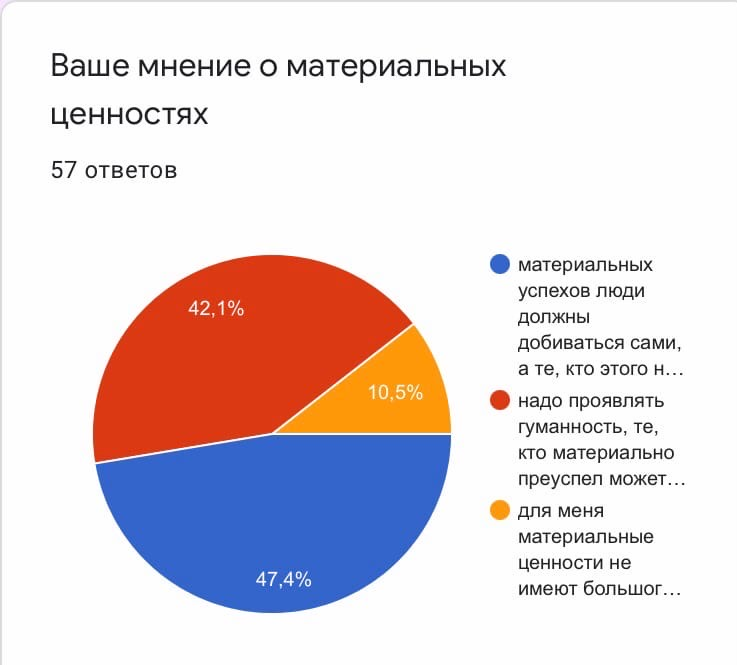 Ваше мнение о материальных
ценностях
57 ответов
42,1%
10,5%
47,4%
материальных
успехов люди
должны
добиваться сами,
а те, кто этого н…
надо проявлять
гуманность, те,
кто материально
преуспел может…
для меня
материальные
ценности не
имеют большог…